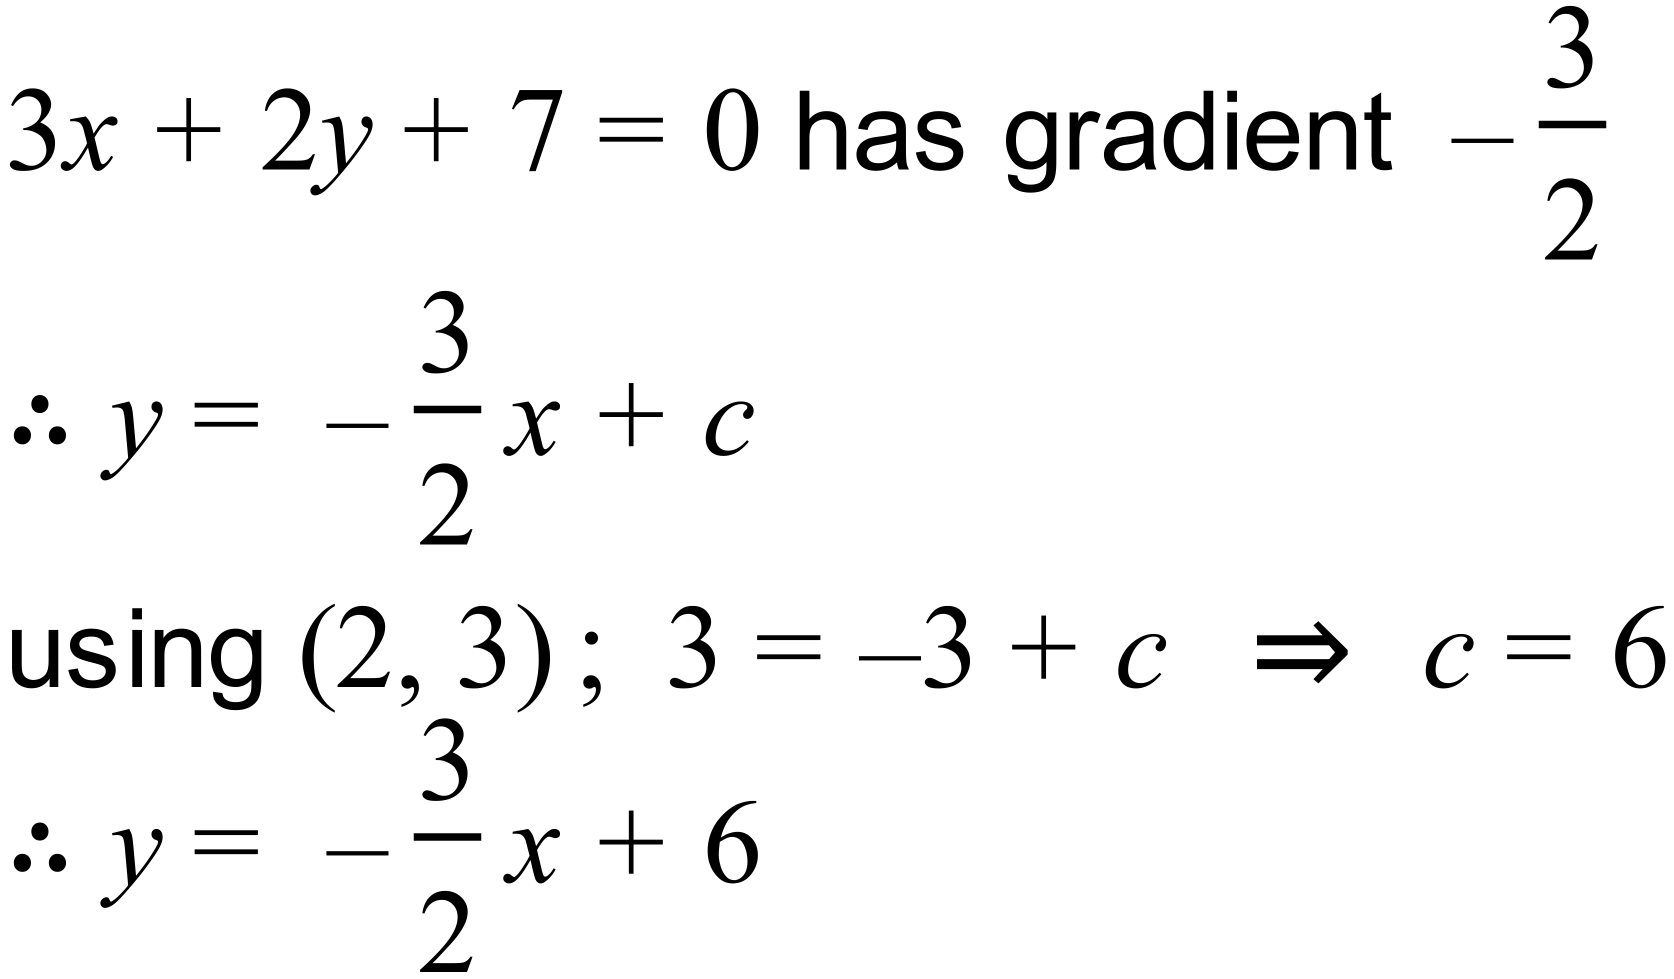 3x + 2y + 7 = 0 has gradient −3/2
∴ y = −3/2 x + c
using (2, 3) ; 3 = −3 + c ⇒ c = 6
∴ y = −3/2 x + 6